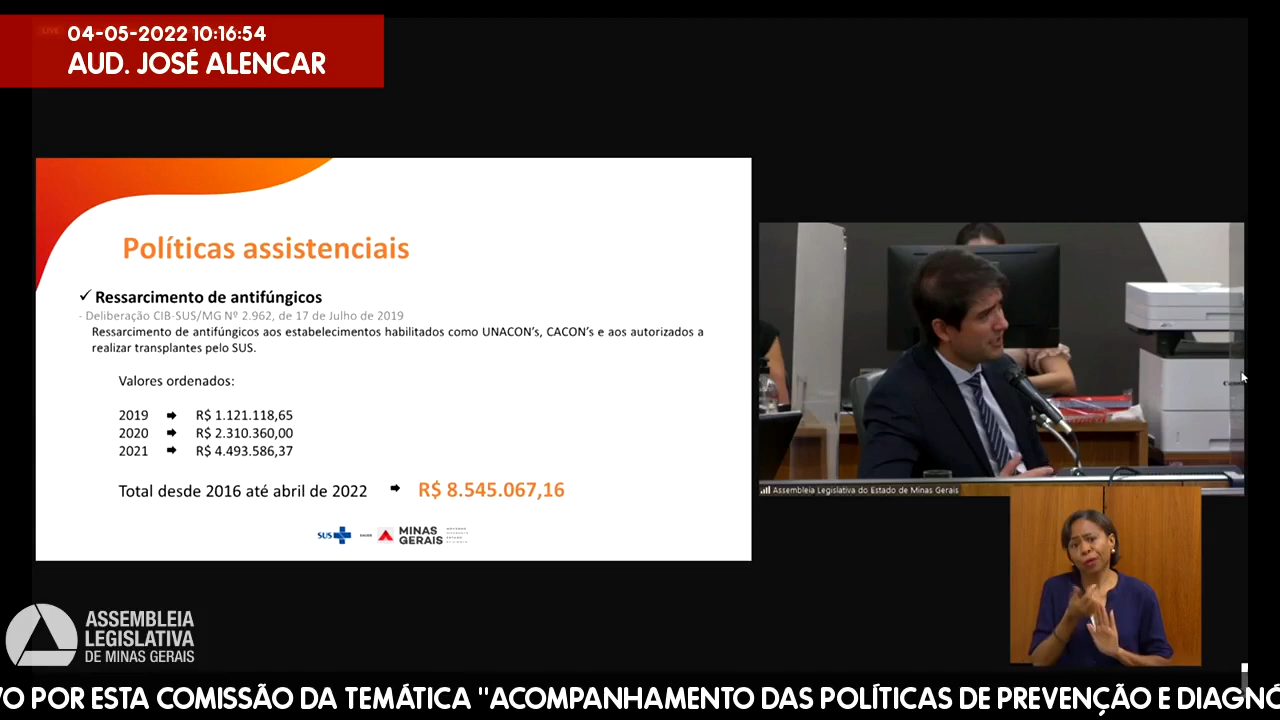 04-05-2022 10:16:54
AUD. JOSÉ ALENCAR
Políticas assistenciais
✓ Ressarcimento de antifúngicos
- Deliberação CIB-SUS/MG Nº 2.962, de 17 de Julho de 2019
Ressarcimento de antifúngicos aos estabelecimentos habilitados como UNACON's, CACON's e aos autorizados a
realizar transplantes pelo SUS.
Valores ordenados:
2019 ➡ R$ 1.121.118,65
2020 ➡ R$ 2.310.360,00
2021 ➡ R$ 4.493.586,37
Total desde 2016 até abril de 2022 ➡ R$ 8.545.067,16
SUS
SAÚDE
MINAS
GERAIS
Assembleia Legislativa do Estado de Minas Gerais
ASSEMBLEIA
LEGISLATIVA
DE MINAS GERAIS
VO POR ESTA COMISSÃO DA TEMÁTICA "ACOMPANHAMENTO DAS POLÍTICAS DE PREVENÇÃO E DIAGNÓ